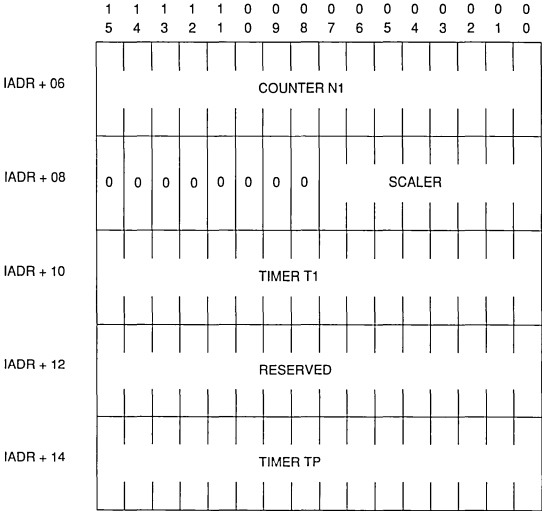 1 1 1 1 1 1 0 0 0 0 0 0 0 0 0 0
5 4 3 2 1 0 9 8 7 6 5 4 3 2 1 0
IADR + 06 COUNTER N1
IADR + 08 0 0 0 0 0 0 0 0 SCALER
IADR + 10 TIMER T1
IADR + 12 RESERVED
IADR + 14 TIMER TP